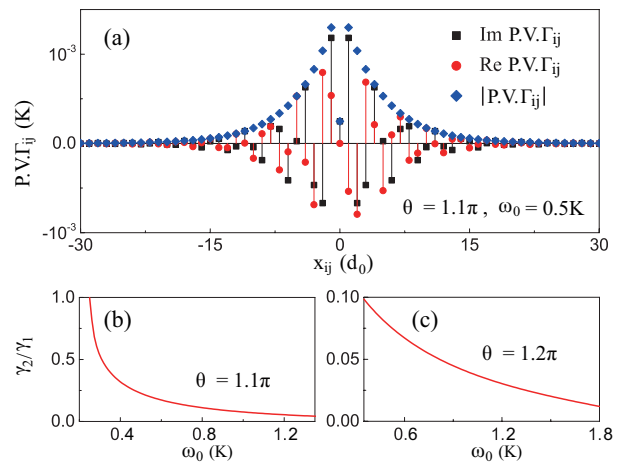 (a)
Im P.V.Γij
Re P.V.Γij
|P.V.Γij|
P.V.Γij (K)
10-3
0.0
-10-3
θ = 1.1π , ω0 = 0.5K
-30 -15 0 15 30
xij (d0)
(b)
γ2/γ1
1.0
0.5
0.0
θ = 1.1π
0.4 0.8 1.2
ω0 (K)
(c)
0.10
0.05
0.00
θ = 1.2π
0.6 1.2 1.8
ω0 (K)